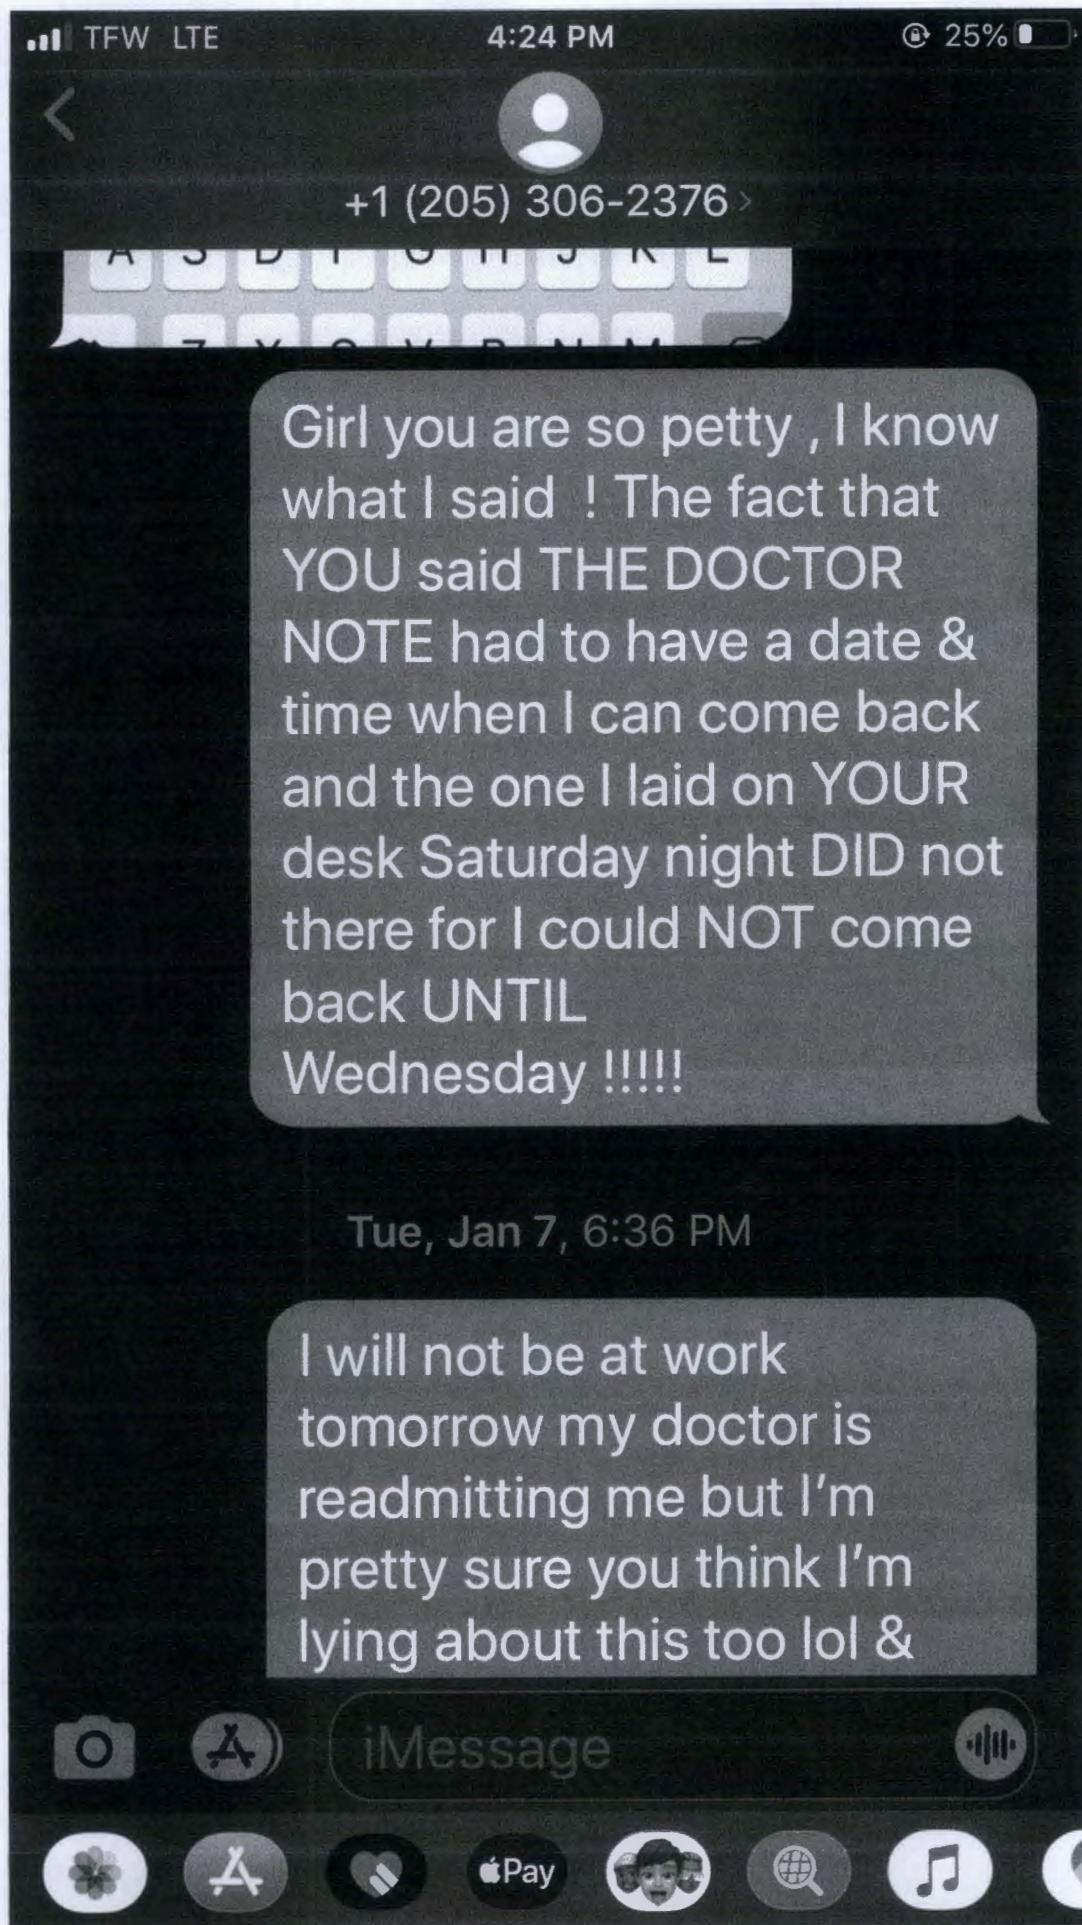 TFW LTE 4:24 PM 25%
+1 (205) 306-2376 >
A S D F G H J K L
Z X C V B N M
Girl you are so petty , I know
what I said ! The fact that
YOU said THE DOCTOR
NOTE had to have a date &
time when I can come back
and the one I laid on YOUR
desk Saturday night DID not
there for I could NOT come
back UNTIL
Wednesday !!!!!
Tue, Jan 7, 6:36 PM
I will not be at work
tomorrow my doctor is
readmitting me but I'm
pretty sure you think I'm
lying about this too lol &
iMessage
Pay